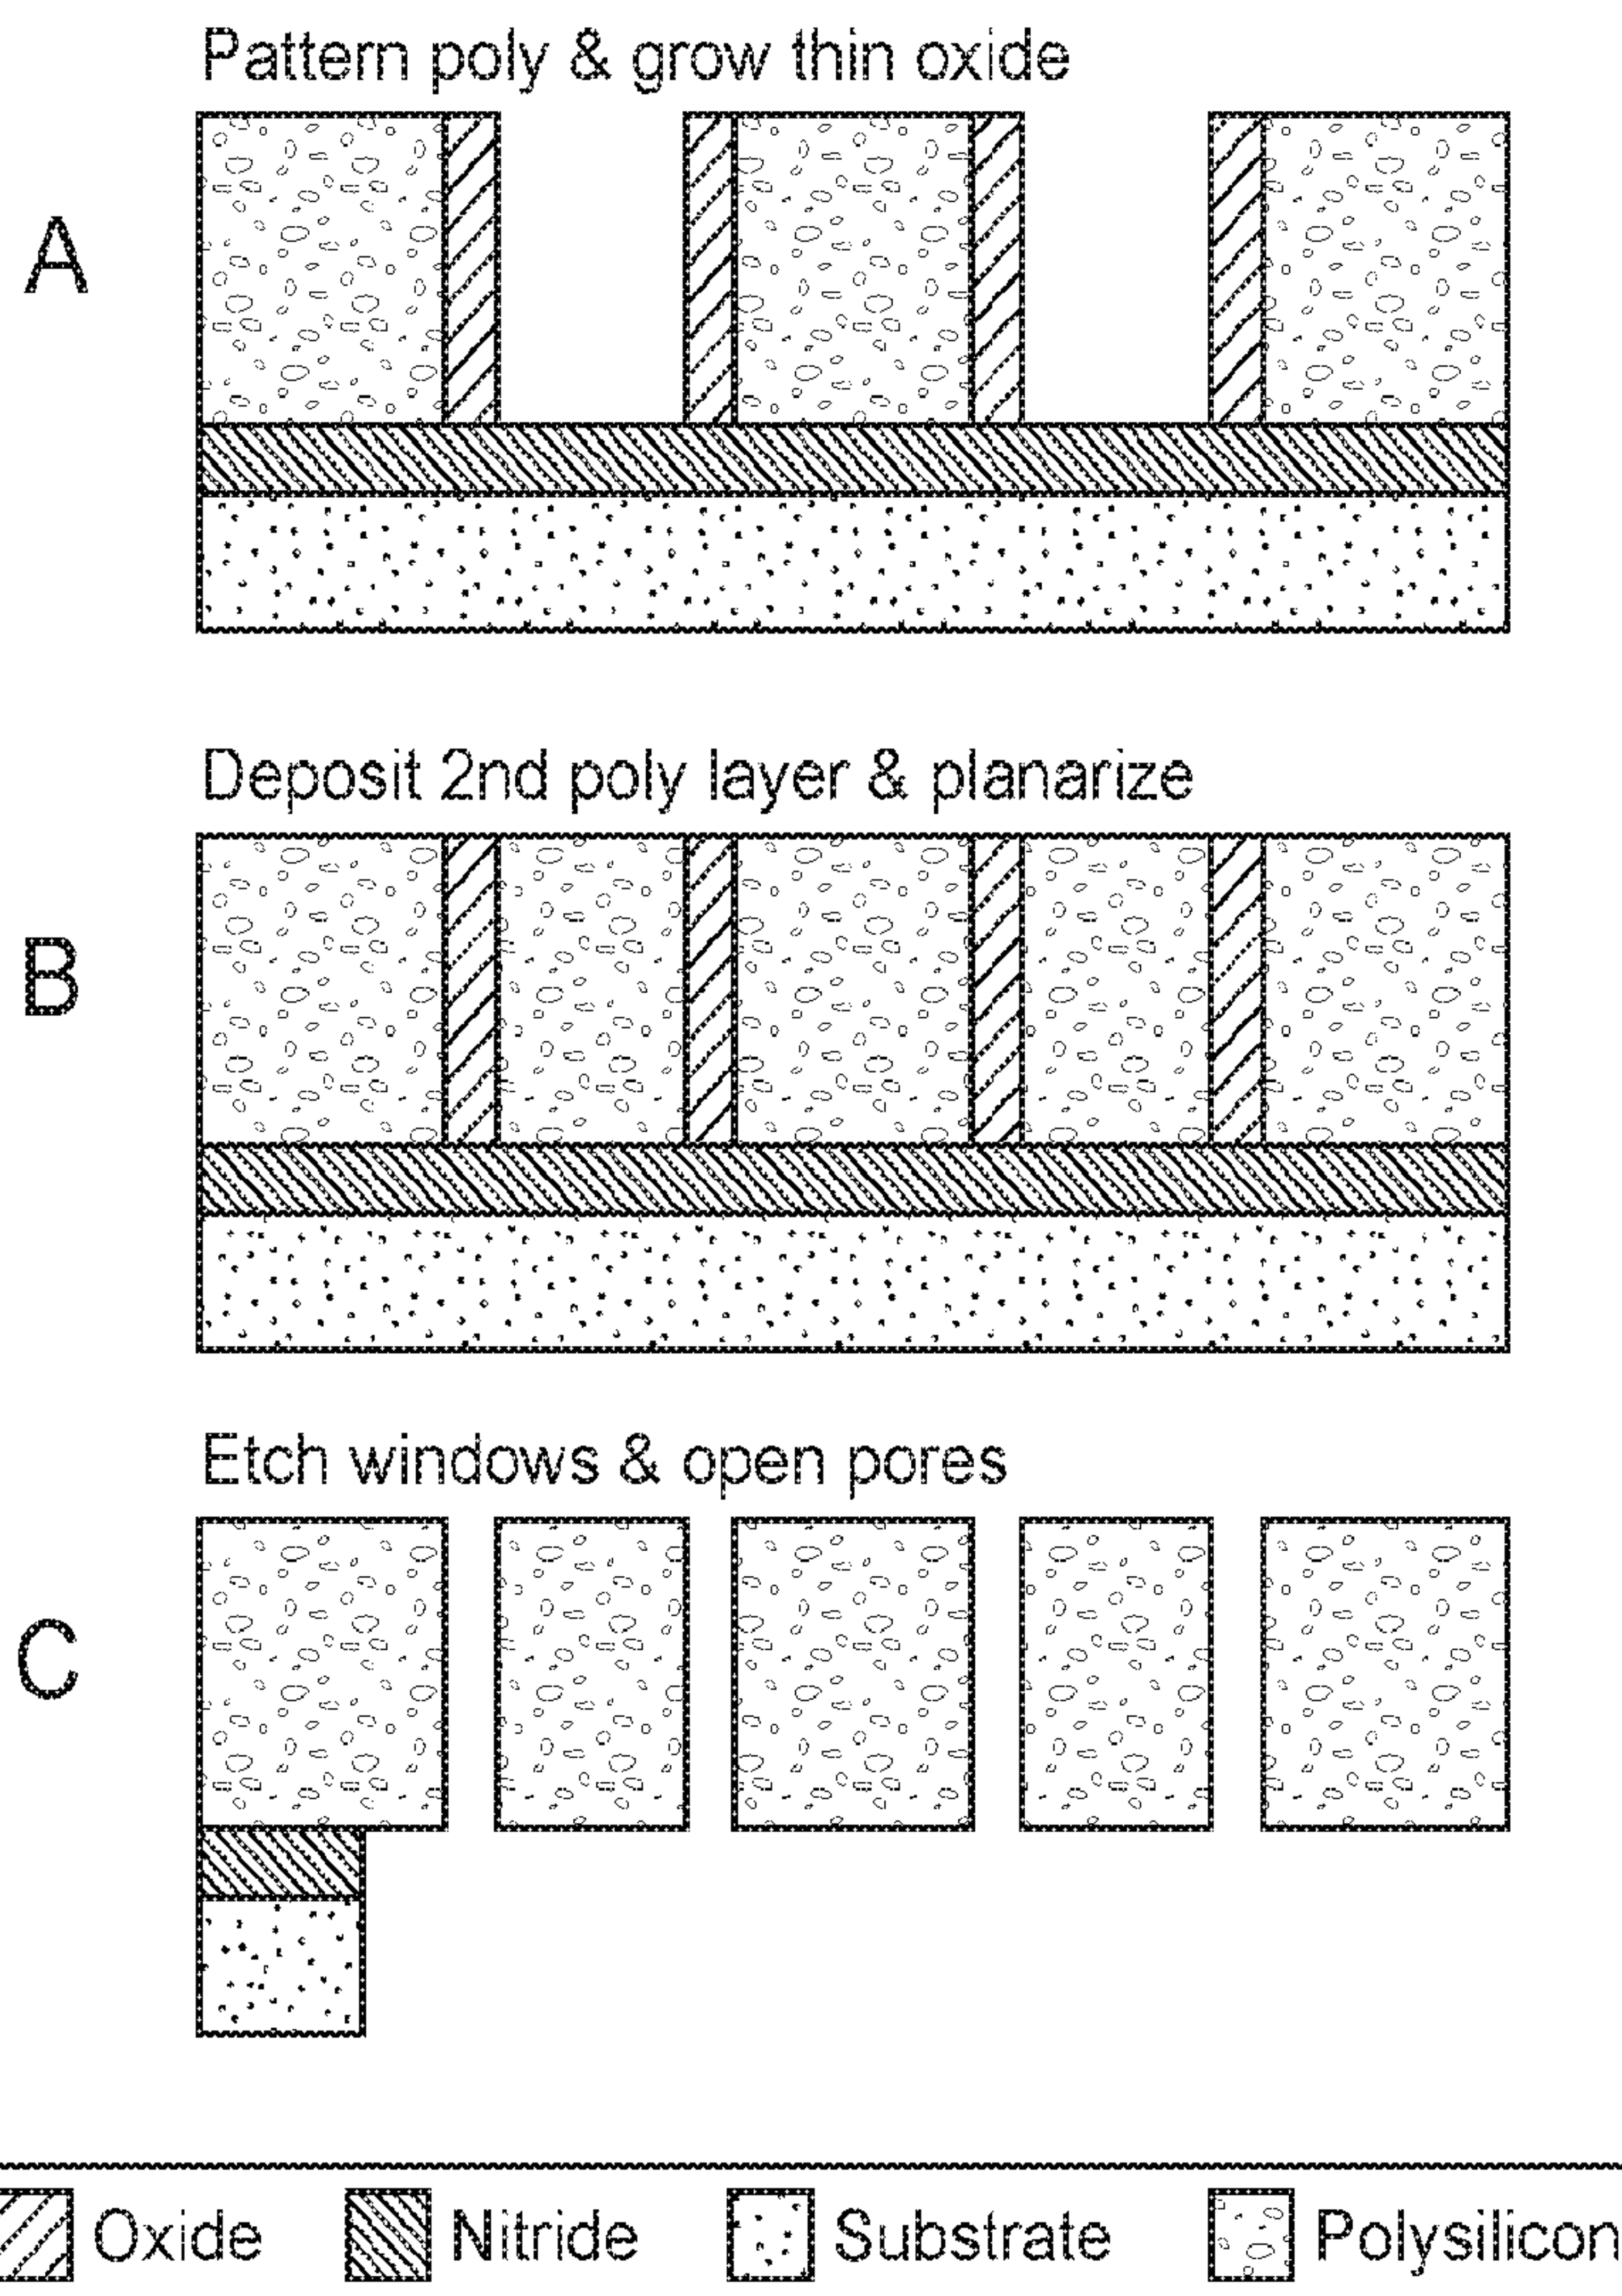 Pattern poly & grow thin oxide
A
Deposit 2nd poly layer & planarize
B
Etch windows & open pores
C
Oxide Nitride Substrate Polysilicon